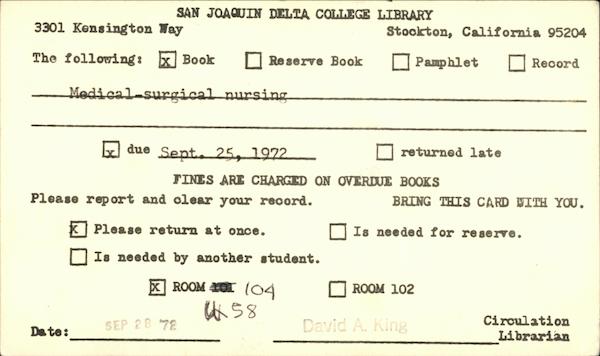 SAN JOAQUIN DELTA COLLEGE LIBRARY
3301 Kensington Way Stockton, California 95204
The following: x Book Reserve Book Pamphlet Record
Medical-surgical nursing
x due Sept. 25, 1972 returned late
FINES ARE CHARGED ON OVERDUE BOOKS
Please report and clear your record. BRING THIS CARD WITH YOU.
x Please return at once. Is needed for reserve.
Is needed by another student.
x ROOM 104 ROOM 102
58
Date: SEP 28 72 David A. King Circulation
Librarian